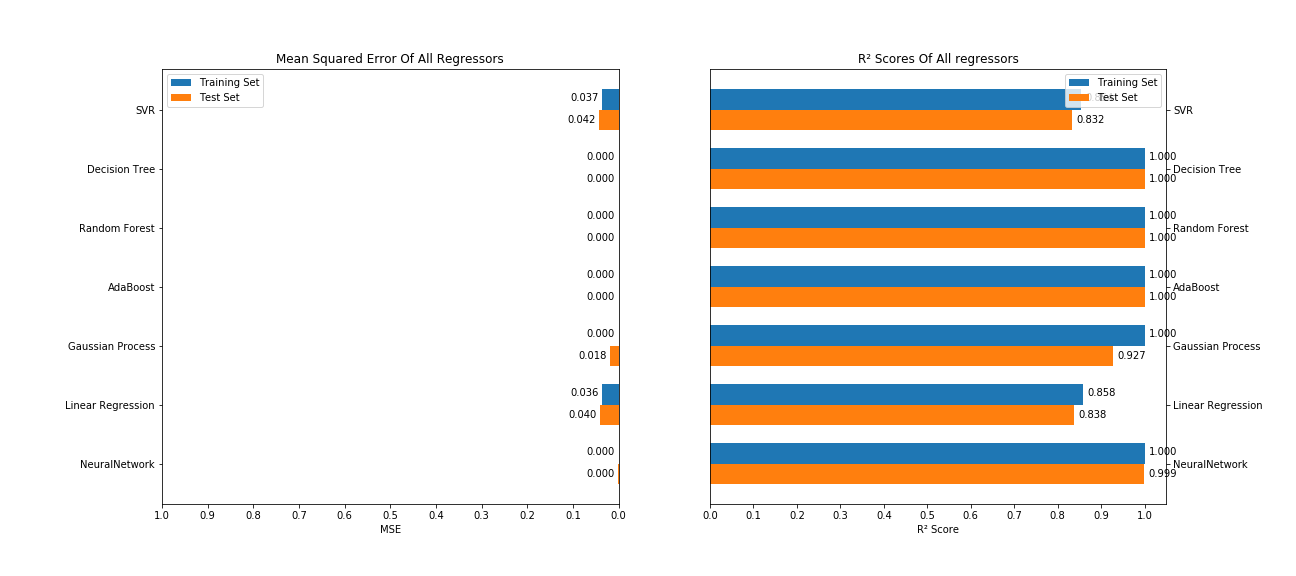 Mean Squared Error Of All Regressors
Training Set
Test Set
SVR
0.037
0.042
Decision Tree
0.000
0.000
Random Forest
0.000
0.000
AdaBoost
0.000
0.000
Gaussian Process
0.000
0.018
Linear Regression
0.036
0.040
NeuralNetwork
0.000
0.000
1.0 0.9 0.8 0.7 0.6 0.5 0.4 0.3 0.2 0.1 0.0
MSE
R² Scores Of All regressors
Training Set
Test Set
0.832
SVR
1.000
1.000
Decision Tree
1.000
1.000
Random Forest
1.000
1.000
AdaBoost
1.000
0.927
Gaussian Process
0.858
0.838
Linear Regression
1.000
0.999
NeuralNetwork
0.0 0.1 0.2 0.3 0.4 0.5 0.6 0.7 0.8 0.9 1.0
R² Score